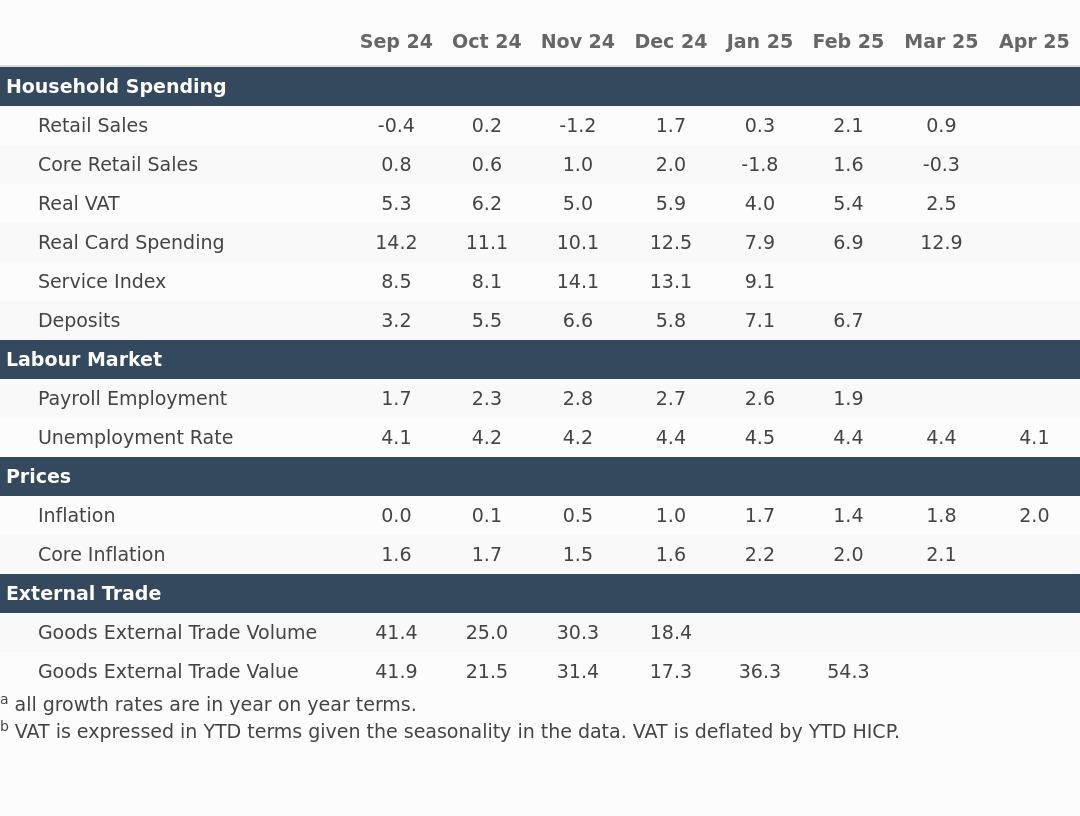 Sep 24 Oct 24 Nov 24 Dec 24 Jan 25 Feb 25 Mar 25 Apr 25
Household Spending
Retail Sales -0.4 0.2 -1.2 1.7 0.3 2.1 0.9
Core Retail Sales 0.8 0.6 1.0 2.0 -1.8 1.6 -0.3
Real VAT 5.3 6.2 5.0 5.9 4.0 5.4 2.5
Real Card Spending 14.2 11.1 10.1 12.5 7.9 6.9 12.9
Service Index 8.5 8.1 14.1 13.1 9.1
Deposits 3.2 5.5 6.6 5.8 7.1 6.7
Labour Market
Payroll Employment 1.7 2.3 2.8 2.7 2.6 1.9
Unemployment Rate 4.1 4.2 4.2 4.4 4.5 4.4 4.4 4.1
Prices
Inflation 0.0 0.1 0.5 1.0 1.7 1.4 1.8 2.0
Core Inflation 1.6 1.7 1.5 1.6 2.2 2.0 2.1
External Trade
Goods External Trade Volume 41.4 25.0 30.3 18.4
Goods External Trade Value 41.9 21.5 31.4 17.3 36.3 54.3
a all growth rates are in year on year terms.
b VAT is expressed in YTD terms given the seasonality in the data. VAT is deflated by YTD HICP.